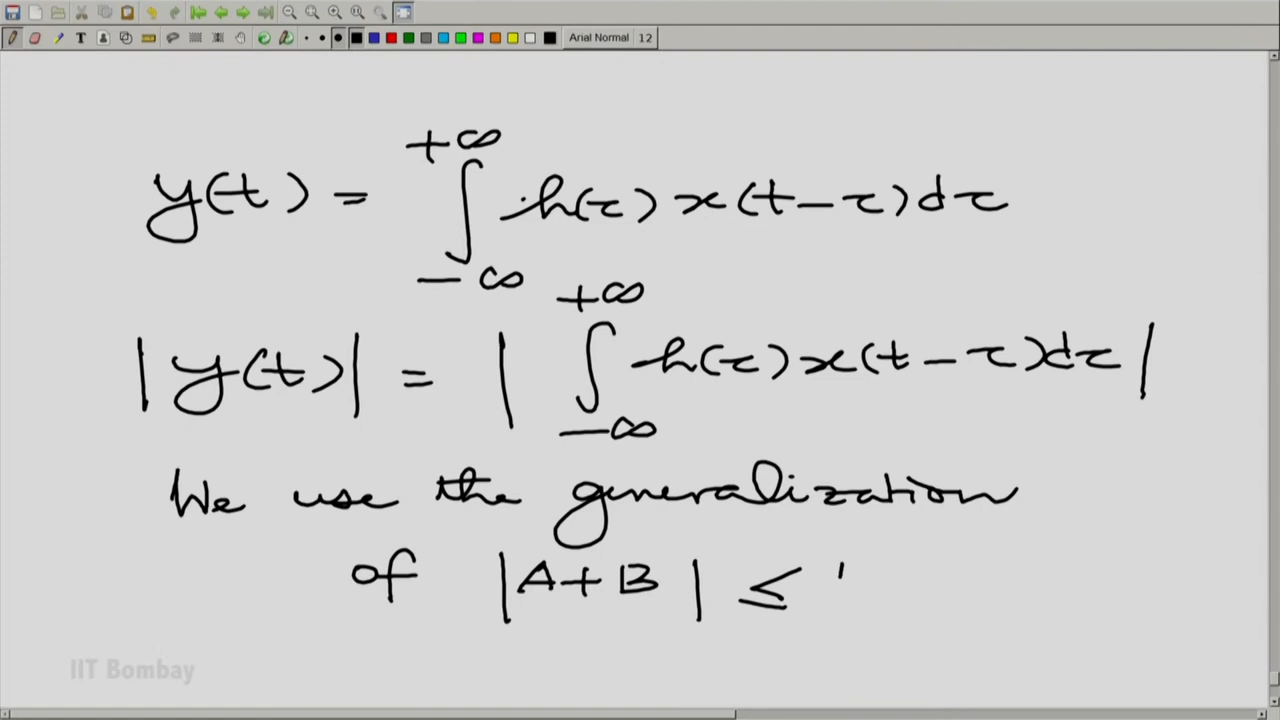 Arial Normal 12
y(t) = ∫_{-∞}^{+∞} h(τ) x(t-τ) dτ
|y(t)| = | ∫_{-∞}^{+∞} h(τ) x(t-τ) dτ |
We use the generalization
of |A+B| ≤
IIT Bombay